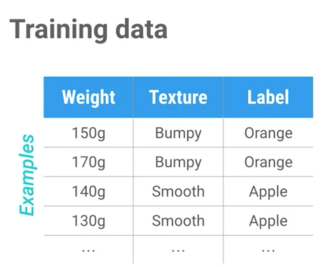 Training data
Weight Texture Label
150g Bumpy Orange
170g Bumpy Orange
140g Smooth Apple
130g Smooth Apple
... ... ...
Examples